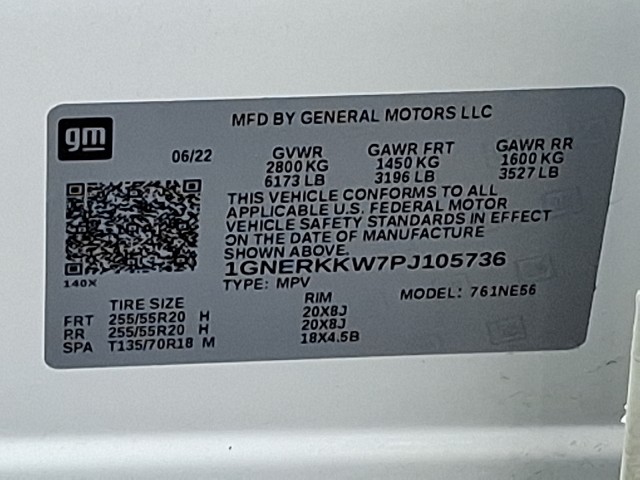 MFD BY GENERAL MOTORS LLC
gm
06/22
GVWR GAWR FRT GAWR RR
2800 KG 1450 KG 1600 KG
6173 LB 3196 LB 3527 LB
THIS VEHICLE CONFORMS TO ALL
APPLICABLE U.S. FEDERAL MOTOR
VEHICLE SAFETY STANDARDS IN EFFECT
ON THE DATE OF MANUFACTURE
SHOWN ABOVE.
1GNERKKW7PJ105736
140X
TYPE: MPV MODEL: 761NE56
TIRE SIZE RIM
FRT 255/55R20 H 20X8J
RR 255/55R20 H 20X8J
SPA T135/70R18 M 18X4.5B